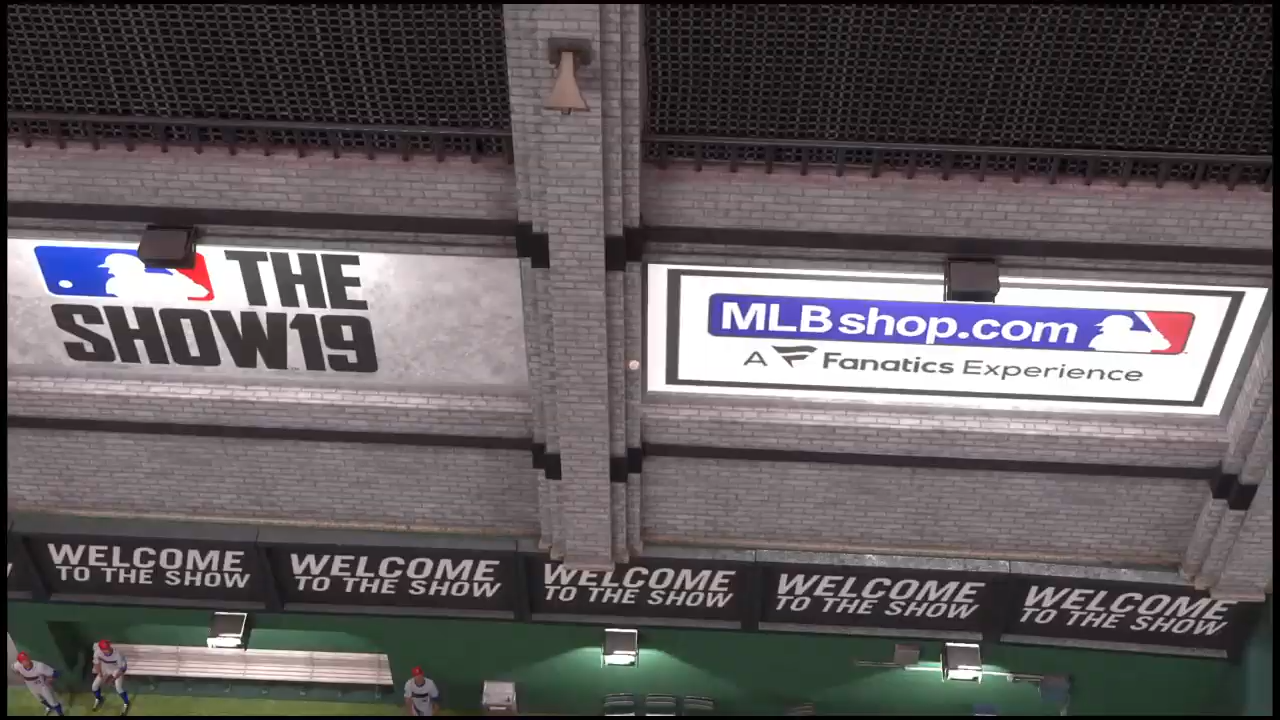 THE
SHOW19
MLBshop.com
A Fanatics Experience
WELCOME
TO THE SHOW
WELCOME
TO THE SHOW
WELCOME
TO THE SHOW
WELCOME
TO THE SHOW
WELCOME
TO THE SHOW